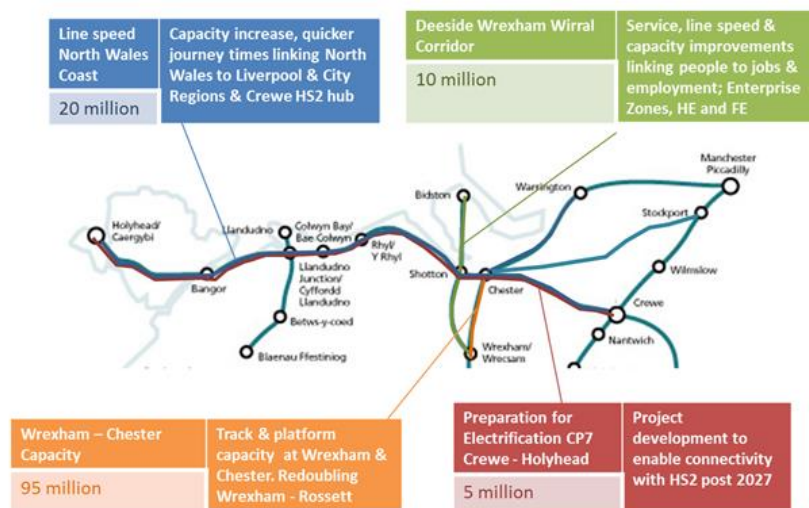 Line speed
North Wales
Coast
20 million
Capacity increase, quicker
journey times linking North
Wales to Liverpool & City
Regions & Crewe HS2 hub
Deeside Wrexham Wirral
Corridor
10 million
Service, line speed &
capacity improvements
linking people to jobs &
employment; Enterprise
Zones, HE and FE
Holyhead/
Caergybi
Bangor
Llandudno
Colwyn Bay/
Bae Colwyn
Llandudno
Junction/
Cyffordd
Llandudno
Rhyl/
Y Rhyl
Betws-y-coed
Blaenau Ffestiniog
Bidston
Shotton
Chester
Wrexham/
Wrecsam
Warrington
Manchester
Piccadilly
Stockport
Wilmslow
Crewe
Nantwich
Wrexham – Chester
Capacity
95 million
Track & platform
capacity at Wrexham &
Chester. Redoubling
Wrexham - Rossett
Preparation for
Electrification CP7
Crewe - Holyhead
5 million
Project
development to
enable connectivity
with HS2 post 2027